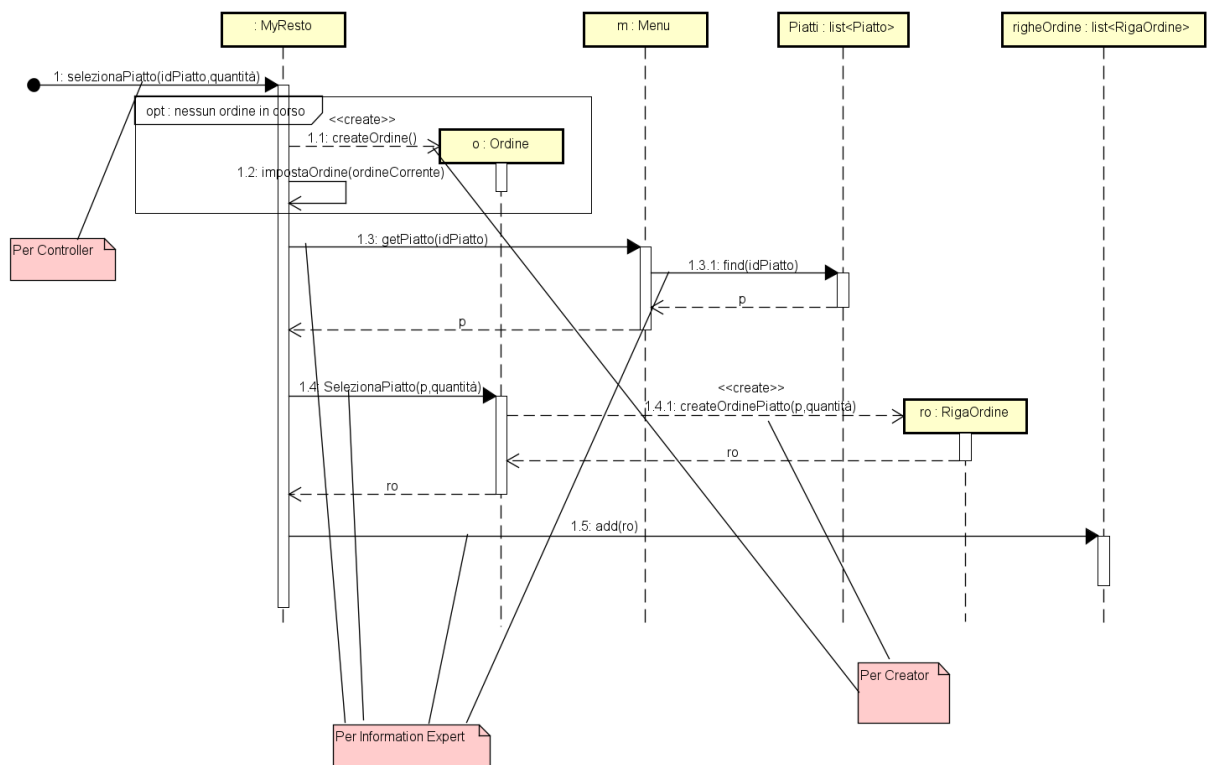 : MyResto
m : Menu
Piatti : list<Piatto>
righeOrdine : list<RigaOrdine>
1: selezionaPiatto(idPiatto,quantità)
opt : nessun ordine in corso
<<create>>
1.1: createOrdine()
o : Ordine
1.2: impostaOrdine(ordineCorrente)
Per Controller
1.3: getPiatto(idPiatto)
1.3.1: find(idPiatto)
p
p
1.4: SelezionaPiatto(p,quantità)
<<create>>
1.4.1: createOrdinePiatto(p,quantità)
ro : RigaOrdine
ro
ro
1.5: add(ro)
Per Creator
Per Information Expert